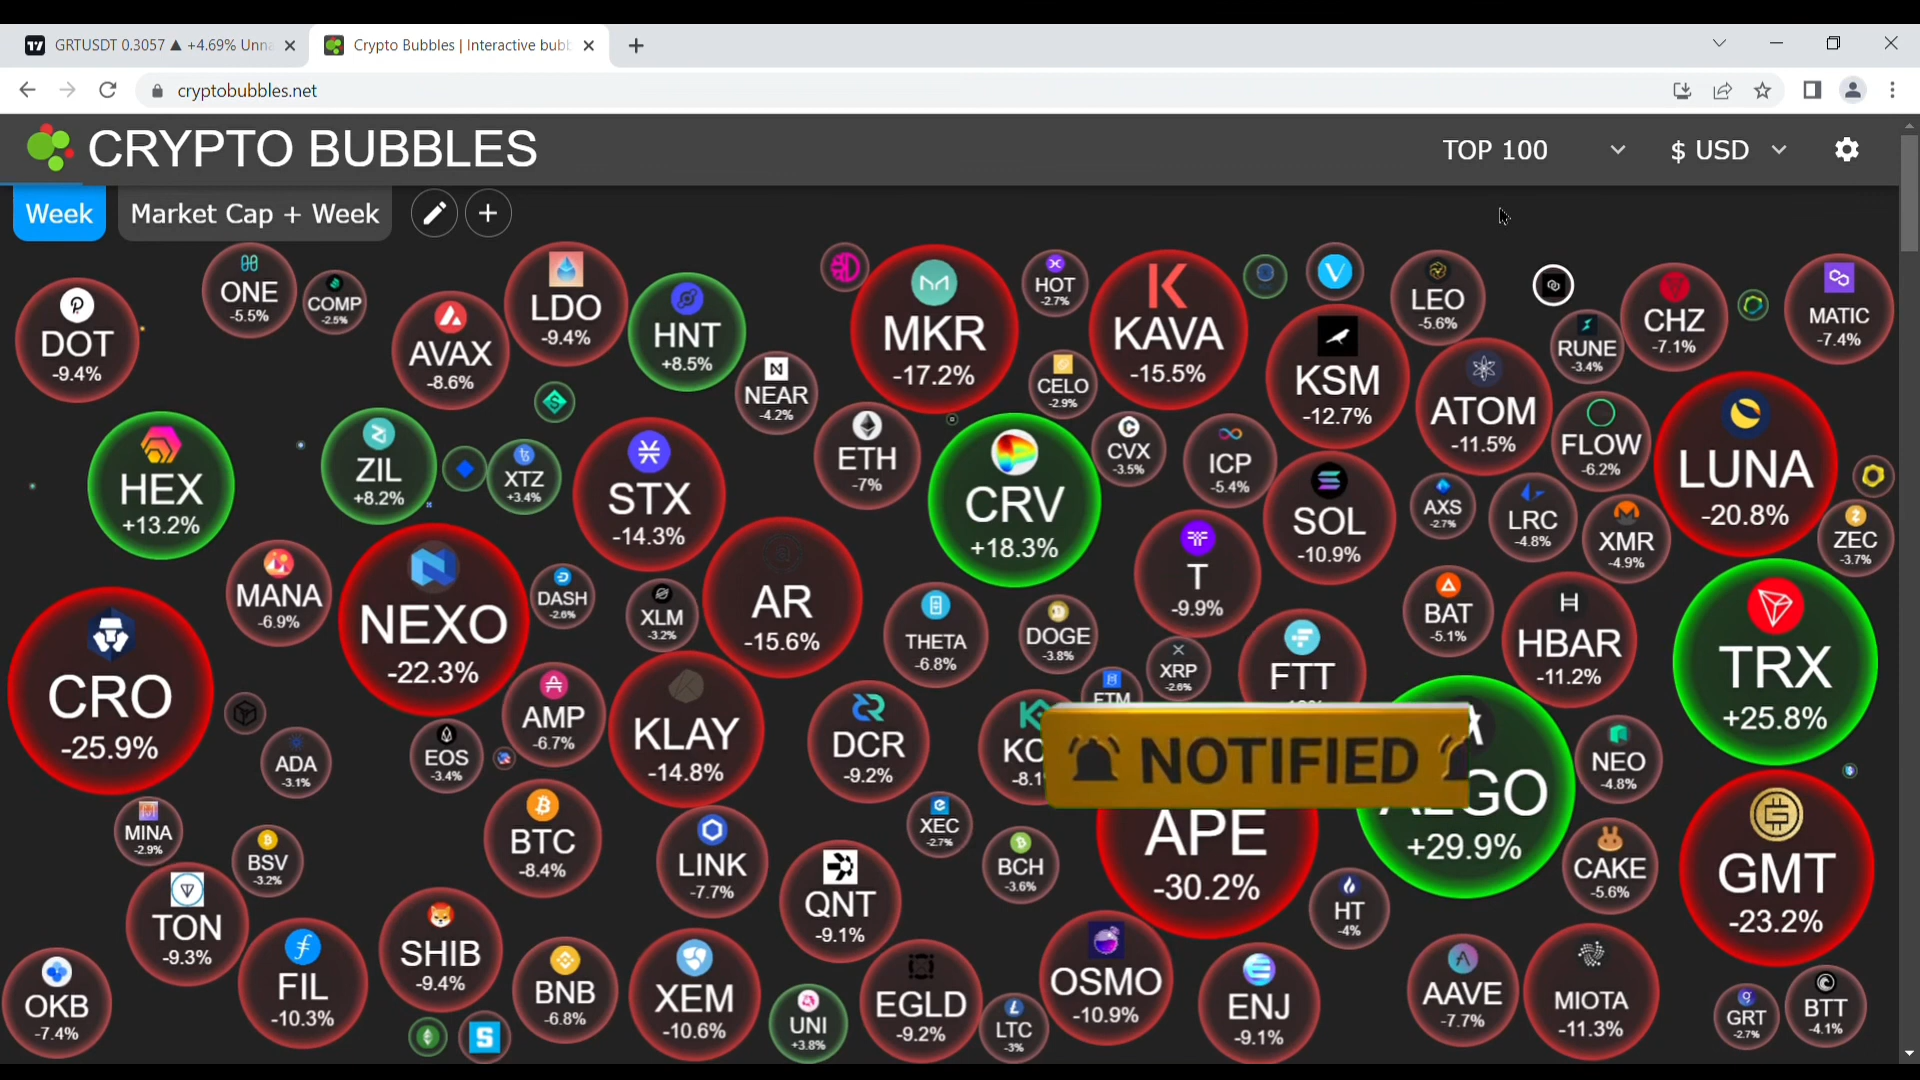 GRTUSDT 0.3057 ▲ +4.69% Unna
Crypto Bubbles | Interactive bubb
cryptobubbles.net
CRYPTO BUBBLES
TOP 100
$ USD
Week
Market Cap + Week
DOT
-9.4%
ONE
-5.5%
COMP
-2.5%
AVAX
-8.6%
LDO
-9.4%
HNT
+8.5%
NEAR
-4.2%
MKR
-17.2%
HOT
-2.7%
CELO
-2.9%
KAVA
-15.5%
KSM
-12.7%
LEO
-5.6%
RUNE
-3.4%
CHZ
-7.1%
MATIC
-7.4%
HEX
+13.2%
ZIL
+8.2%
XTZ
+3.4%
STX
-14.3%
ETH
-7%
CRV
+18.3%
CVX
-3.5%
ICP
-5.4%
SOL
-10.9%
ATOM
-11.5%
FLOW
-6.2%
LUNA
-20.8%
AXS
-2.7%
LRC
-4.8%
XMR
-4.9%
ZEC
-3.7%
MANA
-6.9%
NEXO
-22.3%
DASH
-2.6%
XLM
-3.2%
AR
-15.6%
THETA
-6.8%
DOGE
-3.8%
T
-9.9%
XRP
-2.6%
FTT
BAT
-5.1%
HBAR
-11.2%
TRX
+25.8%
CRO
-25.9%
ADA
-3.1%
EOS
-3.4%
AMP
-6.7%
KLAY
-14.8%
DCR
-9.2%
KC
-8.1
FTM
NOTIFIED
GO
+29.9%
NEO
-4.8%
MINA
-2.9%
BSV
-3.2%
BTC
-8.4%
LINK
-7.7%
XEC
-2.7%
BCH
-3.6%
APE
-30.2%
HT
-4%
CAKE
-5.6%
GMT
-23.2%
TON
-9.3%
QNT
-9.1%
OKB
-7.4%
FIL
-10.3%
SHIB
-9.4%
BNB
-6.8%
XEM
-10.6%
UNI
+3.8%
EGLD
-9.2%
LTC
-3%
OSMO
-10.9%
ENJ
-9.1%
AAVE
-7.7%
MIOTA
-11.3%
GRT
-2.7%
BTT
-4.1%